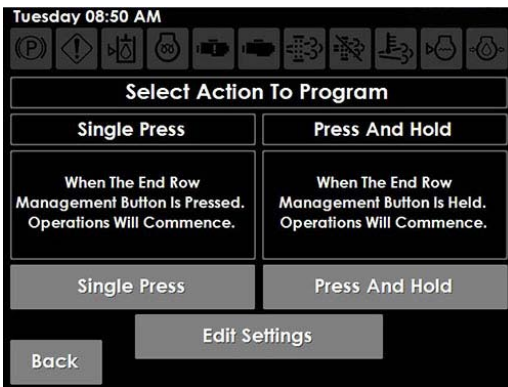 Tuesday 08:50 AM
Select Action To Program
Single Press
Press And Hold
When The End Row
Management Button Is Pressed.
Operations Will Commence.
When The End Row
Management Button Is Held.
Operations Will Commence.
Single Press
Press And Hold
Edit Settings
Back